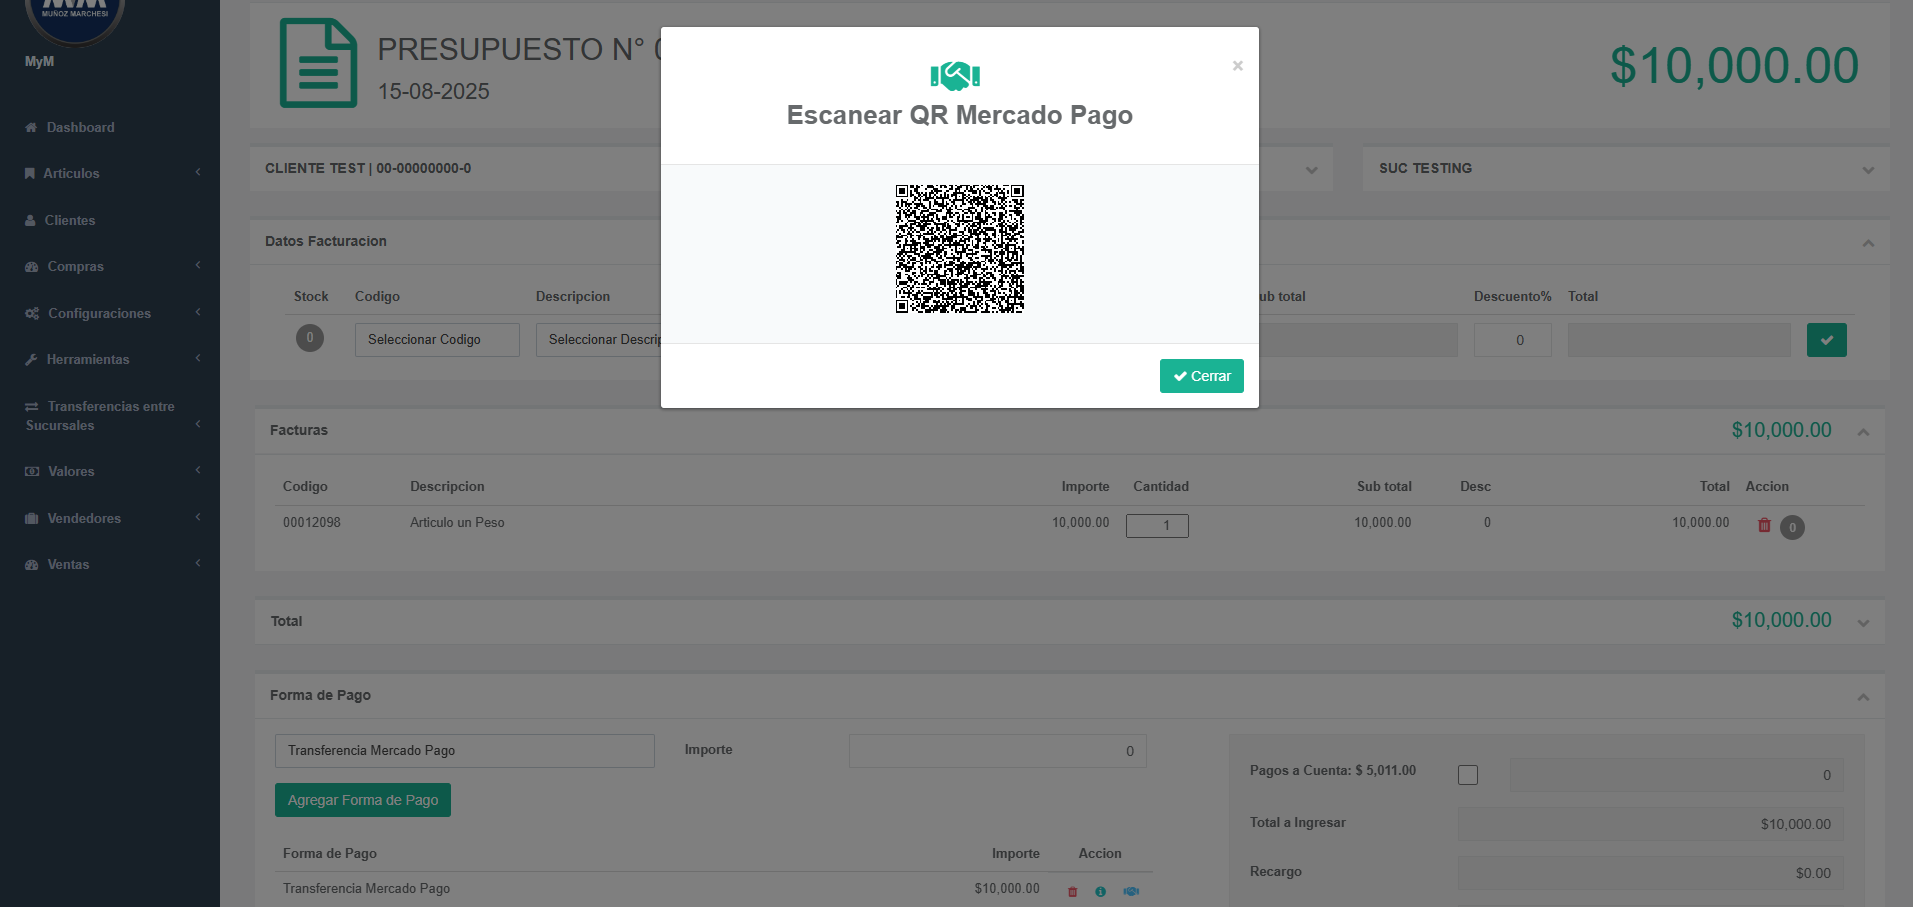 MUÑOZ MARCHESI
MyM
Dashboard
Articulos
Clientes
Compras
Configuraciones
Herramientas
Transferencias entre
Sucursales
Valores
Vendedores
Ventas
PRESUPUESTO N°
15-08-2025
$10,000.00
Escanear QR Mercado Pago
×
Cerrar
CLIENTE TEST | 00-00000000-0
SUC TESTING
Datos Facturacion
Stock Codigo Descripcion ub total Descuento% Total
0 Seleccionar Codigo Seleccionar Descrip 0
Facturas $10,000.00
Codigo Descripcion Importe Cantidad Sub total Desc Total Accion
00012098 Articulo un Peso 10,000.00 1 10,000.00 0 10,000.00 0
Total $10,000.00
Forma de Pago
Transferencia Mercado Pago Importe 0
Agregar Forma de Pago
Forma de Pago Importe Accion
Transferencia Mercado Pago $10,000.00
Pagos a Cuenta: $ 5,011.00 0
Total a Ingresar $10,000.00
Recargo $0.00